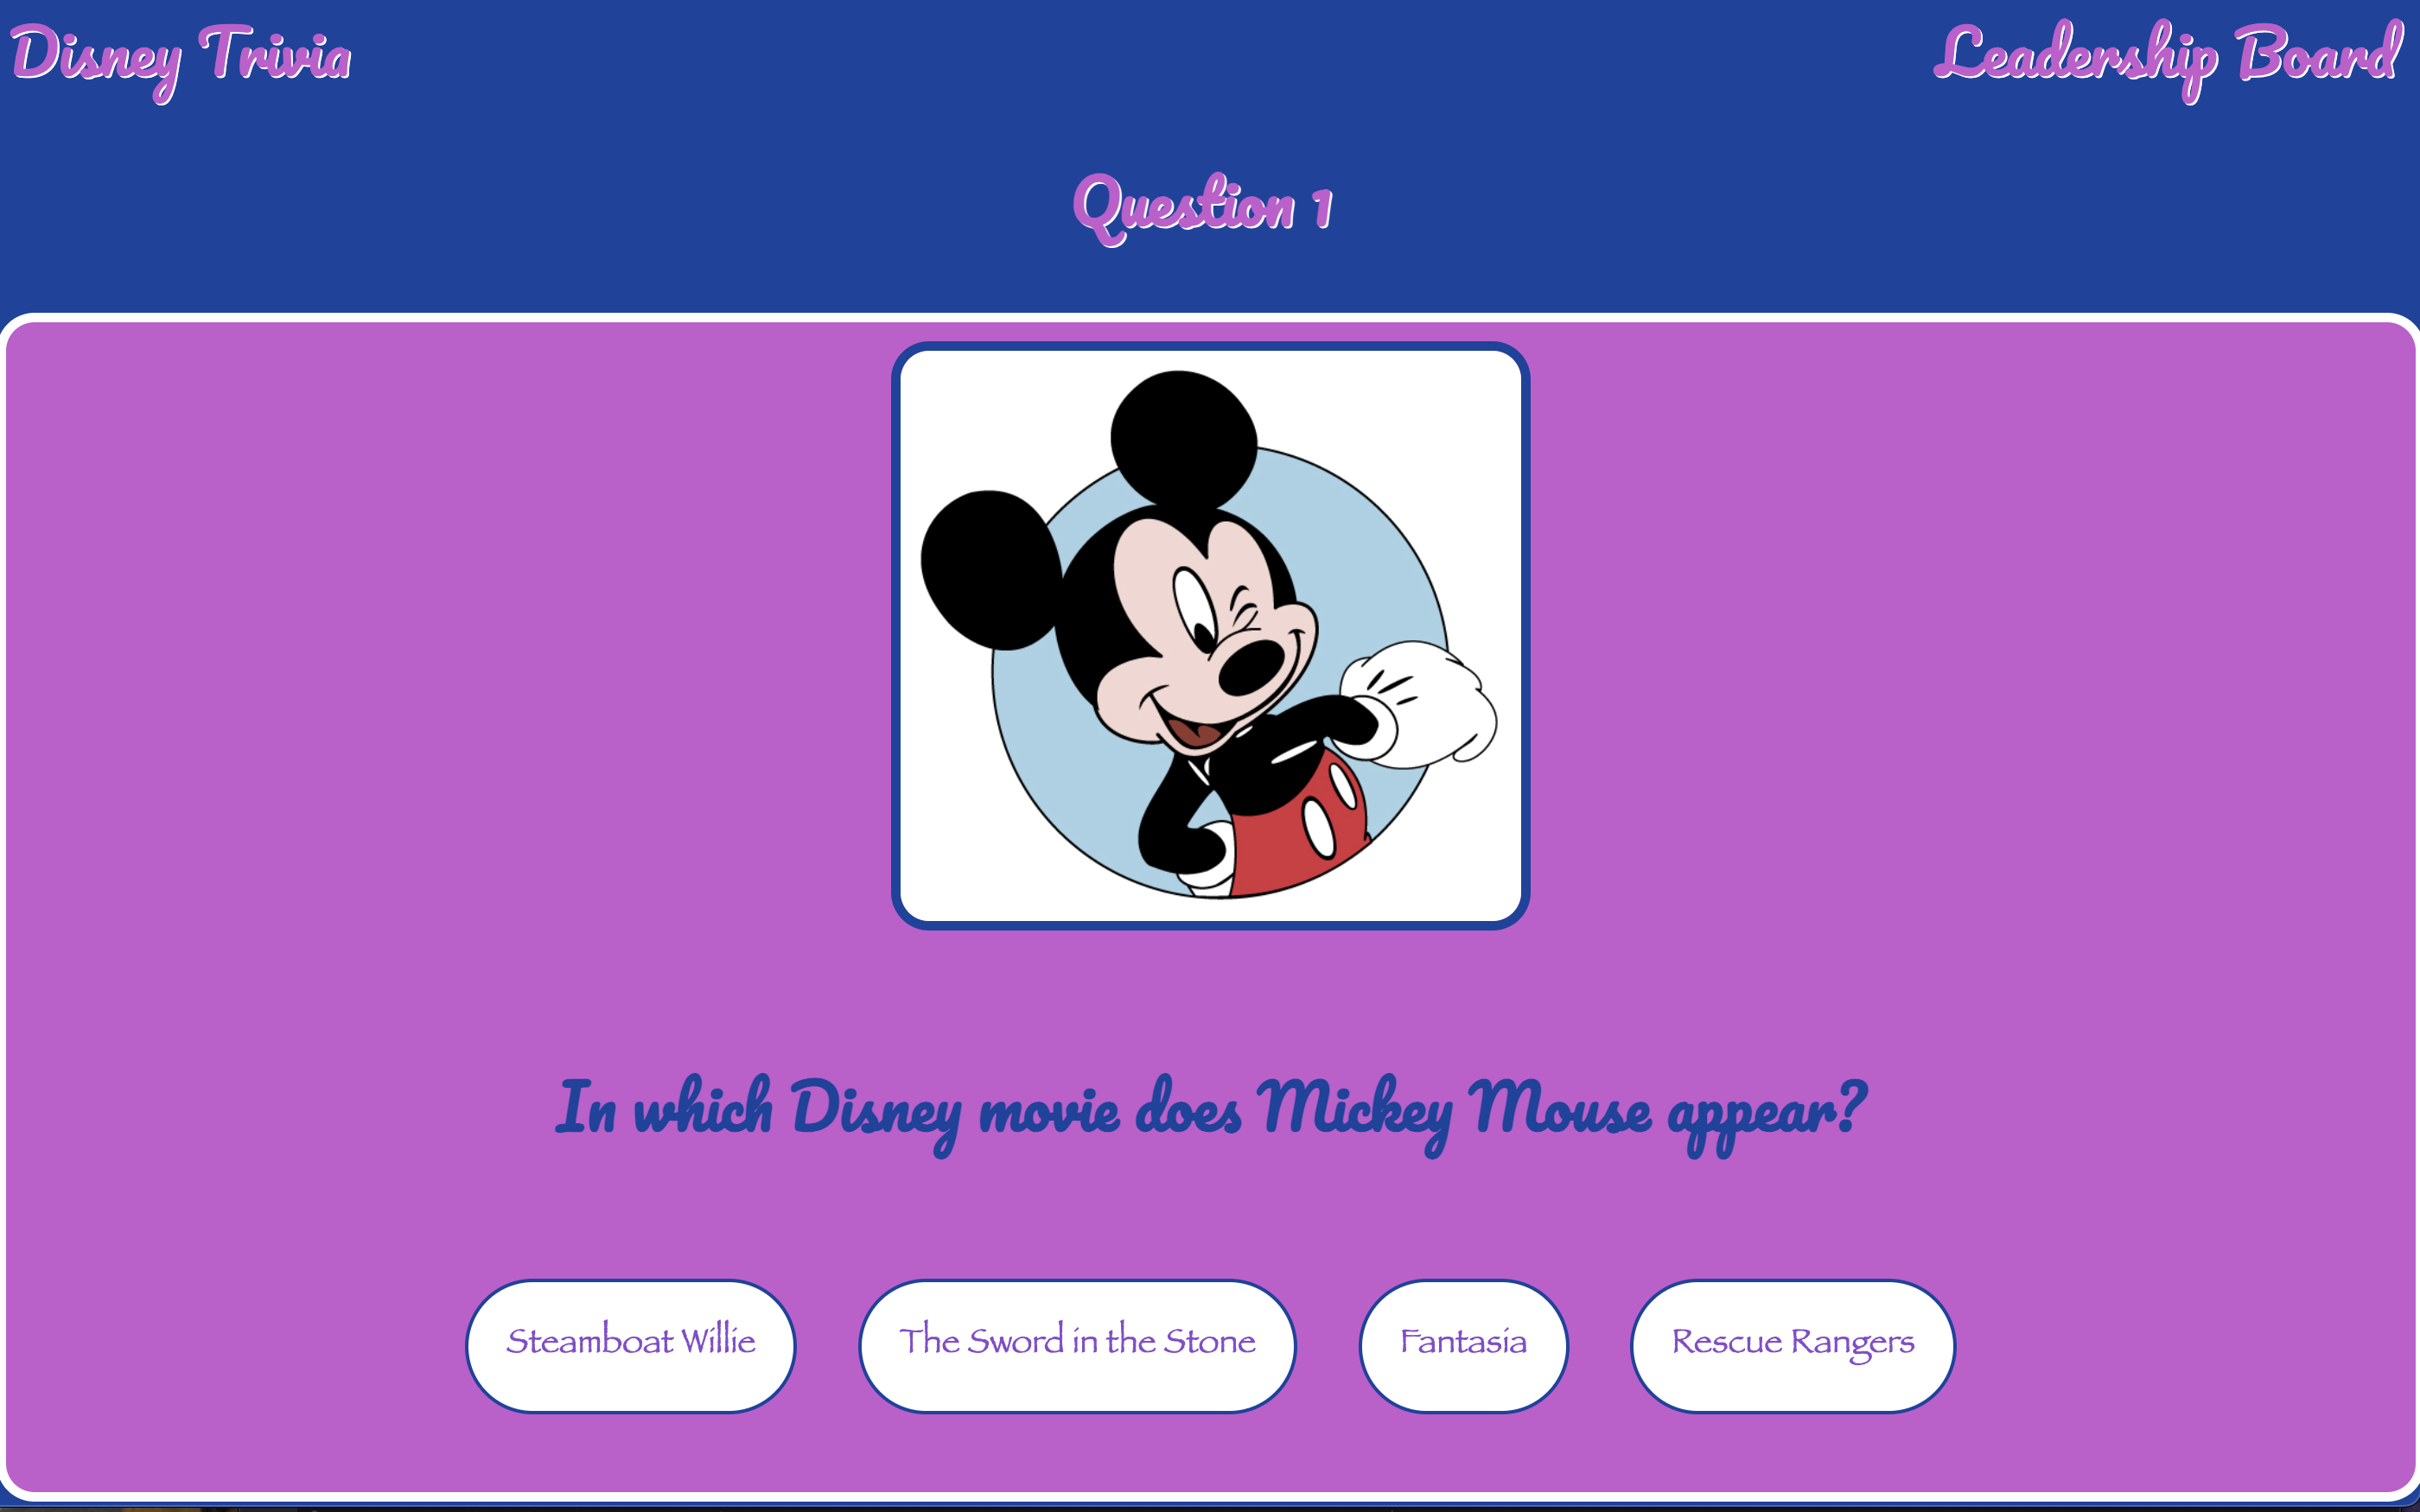 Disney Trivia
Leadership Board
Question 1
In which Disney movie does Mickey Mouse appear?
Steamboat Willie
The Sword in the Stone
Fantasia
Rescue Rangers